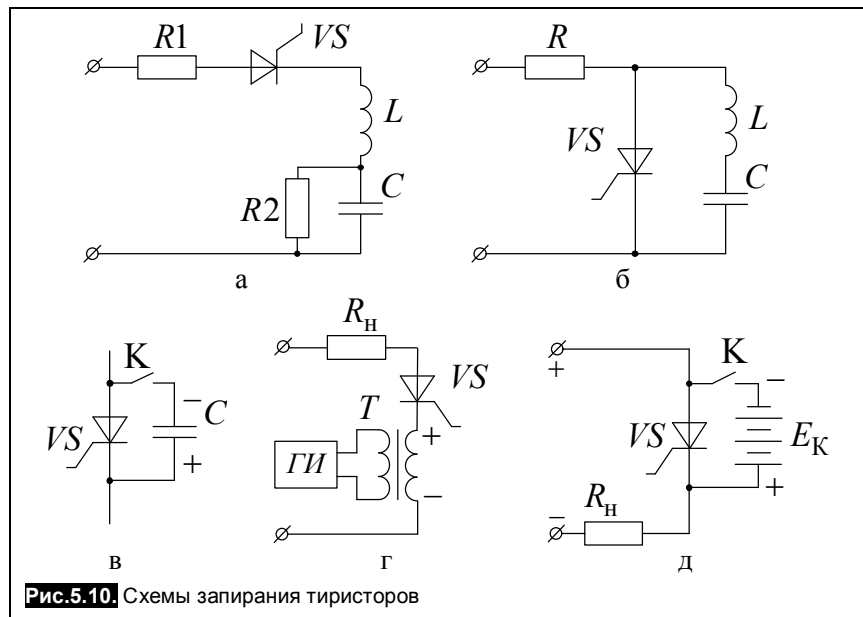 R1
VS
L
R2
C
а
R
VS
L
C
б
K
VS
−
C
+
в
Rн
VS
T
ГИ
+
−
г
+
K
−
VS
EК
+
−
Rн
д
Рис.5.10. Схемы запирания тиристоров